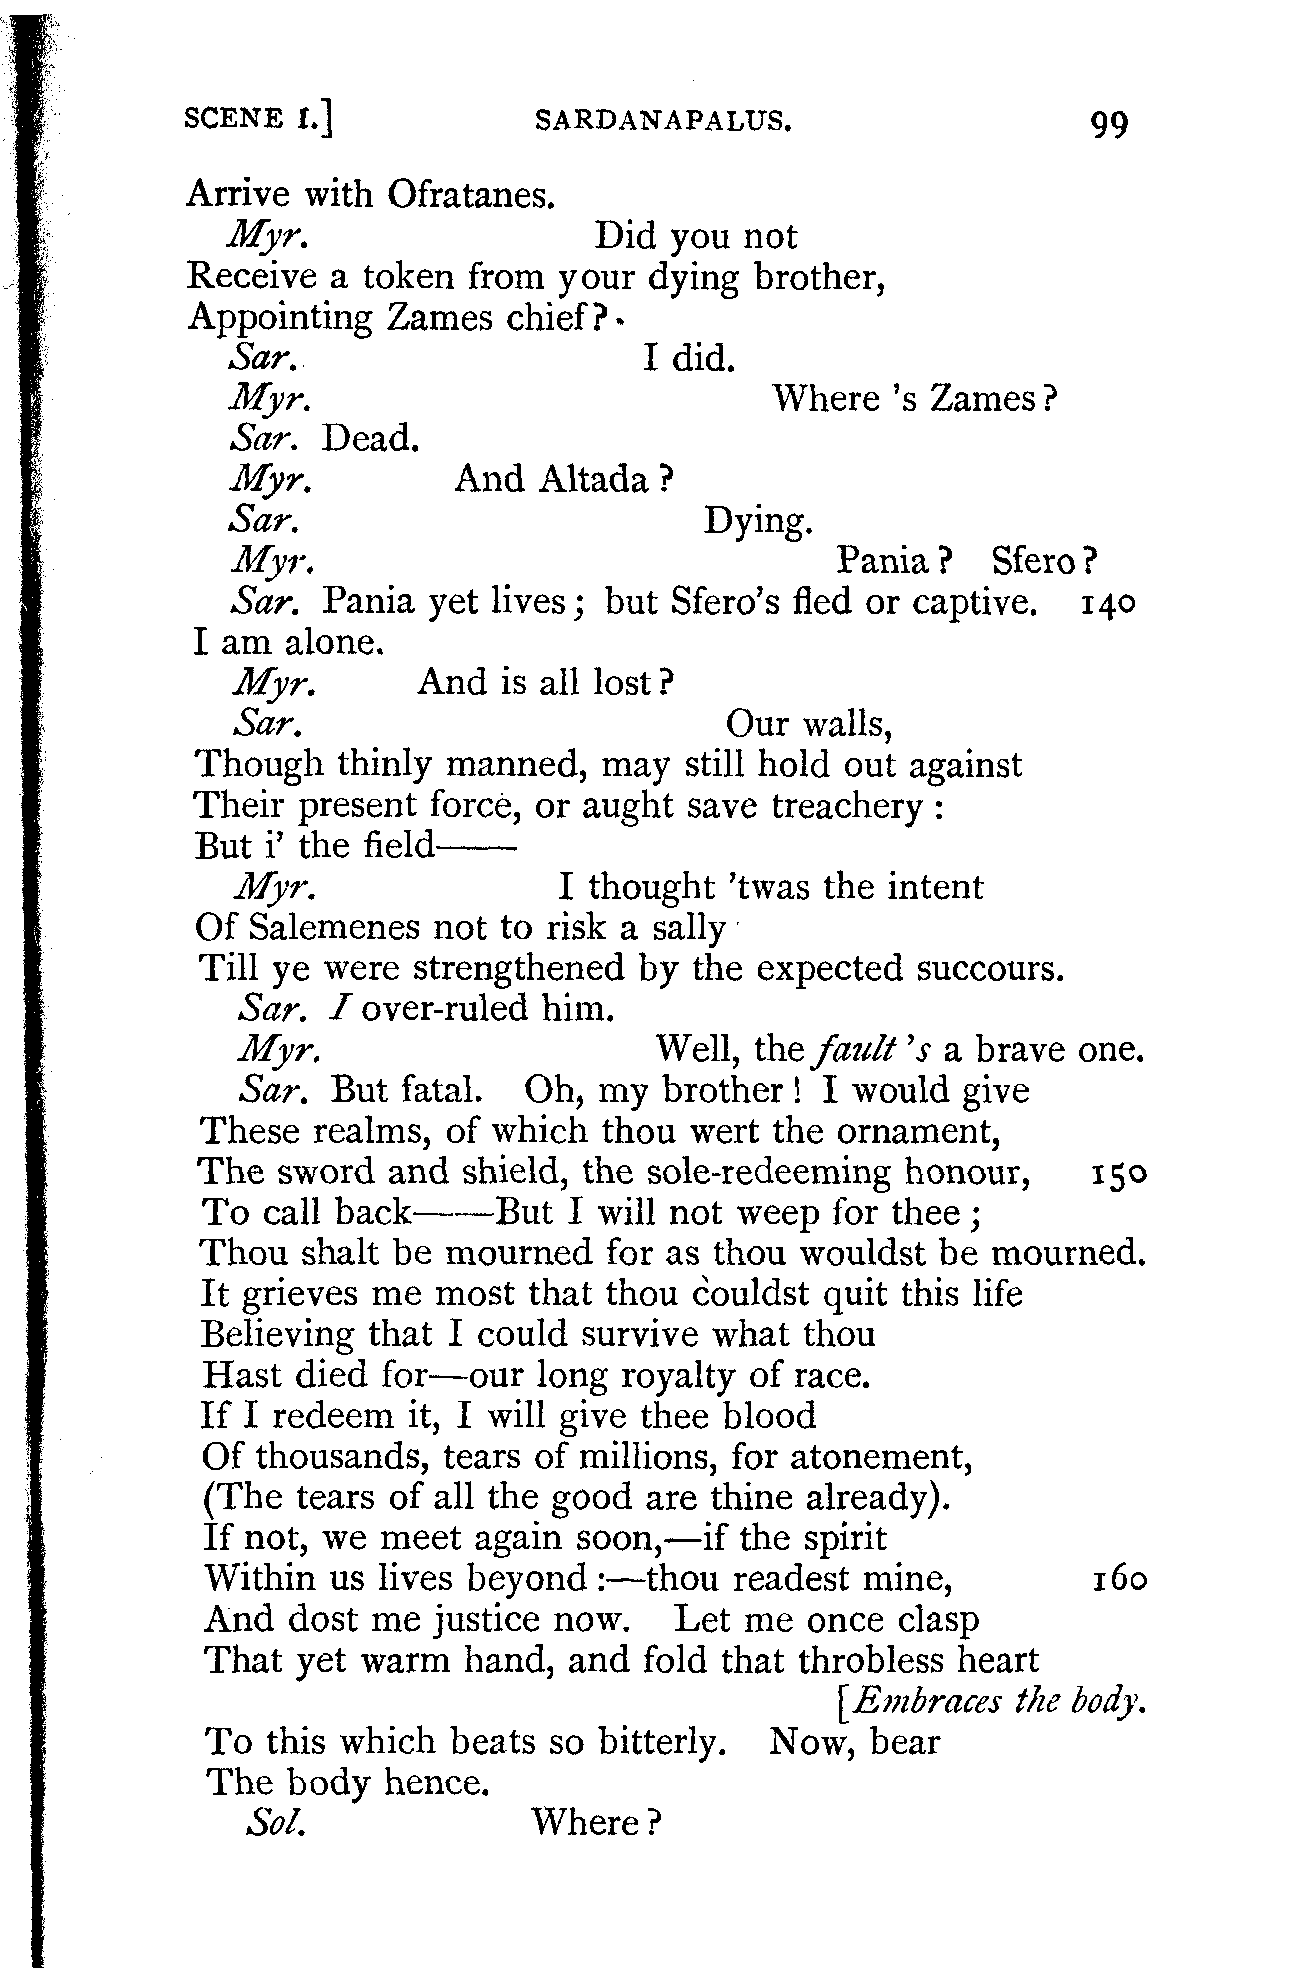 SCENE I.] SARDANAPALUS. 99
Arrive with Ofratanes.
Myr. Did you not
Receive a token from your dying brother,
Appointing Zames chief?
Sar. I did.
Myr. Where 's Zames?
Sar. Dead.
Myr. And Altada?
Sar. Dying.
Myr. Pania? Sfero?
Sar. Pania yet lives; but Sfero's fled or captive. 140
I am alone.
Myr. And is all lost?
Sar. Our walls,
Though thinly manned, may still hold out against
Their present force, or aught save treachery:
But i' the field——
Myr. I thought 'twas the intent
Of Salemenes not to risk a sally
Till ye were strengthened by the expected succours.
Sar. I over-ruled him.
Myr. Well, the fault 's a brave one.
Sar. But fatal. Oh, my brother! I would give
These realms, of which thou wert the ornament,
The sword and shield, the sole-redeeming honour, 150
To call back——But I will not weep for thee;
Thou shalt be mourned for as thou wouldst be mourned.
It grieves me most that thou couldst quit this life
Believing that I could survive what thou
Hast died for—our long royalty of race.
If I redeem it, I will give thee blood
Of thousands, tears of millions, for atonement,
(The tears of all the good are thine already).
If not, we meet again soon,—if the spirit
Within us lives beyond:—thou readest mine, 160
And dost me justice now. Let me once clasp
That yet warm hand, and fold that throbless heart
[Embraces the body.
To this which beats so bitterly. Now, bear
The body hence.
Sol. Where?